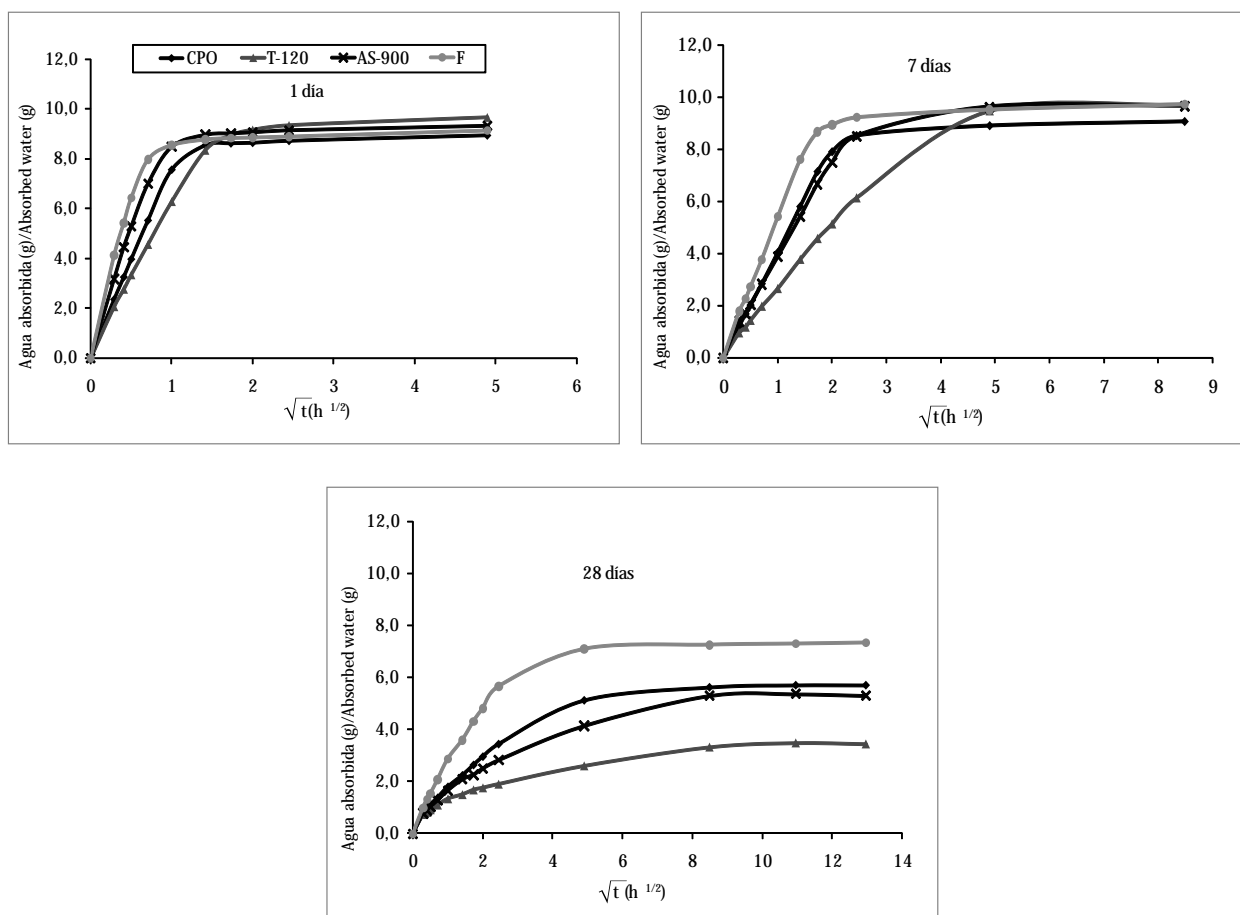 CPO T-120 AS-900 F
1 día
Agua absorbida (g)/Absorbed water (g)
12,0
10,0
8,0
6,0
4,0
2,0
0,0
0 1 2 3 4 5 6
√t(h 1/2)
7 días
Agua absorbida (g)/Absorbed water (g)
12,0
10,0
8,0
6,0
4,0
2,0
0,0
0 1 2 3 4 5 6 7 8 9
√t(h 1/2)
28 días
Agua absorbida (g)/Absorbed water (g)
12,0
10,0
8,0
6,0
4,0
2,0
0,0
0 2 4 6 8 10 12 14
√t(h 1/2)